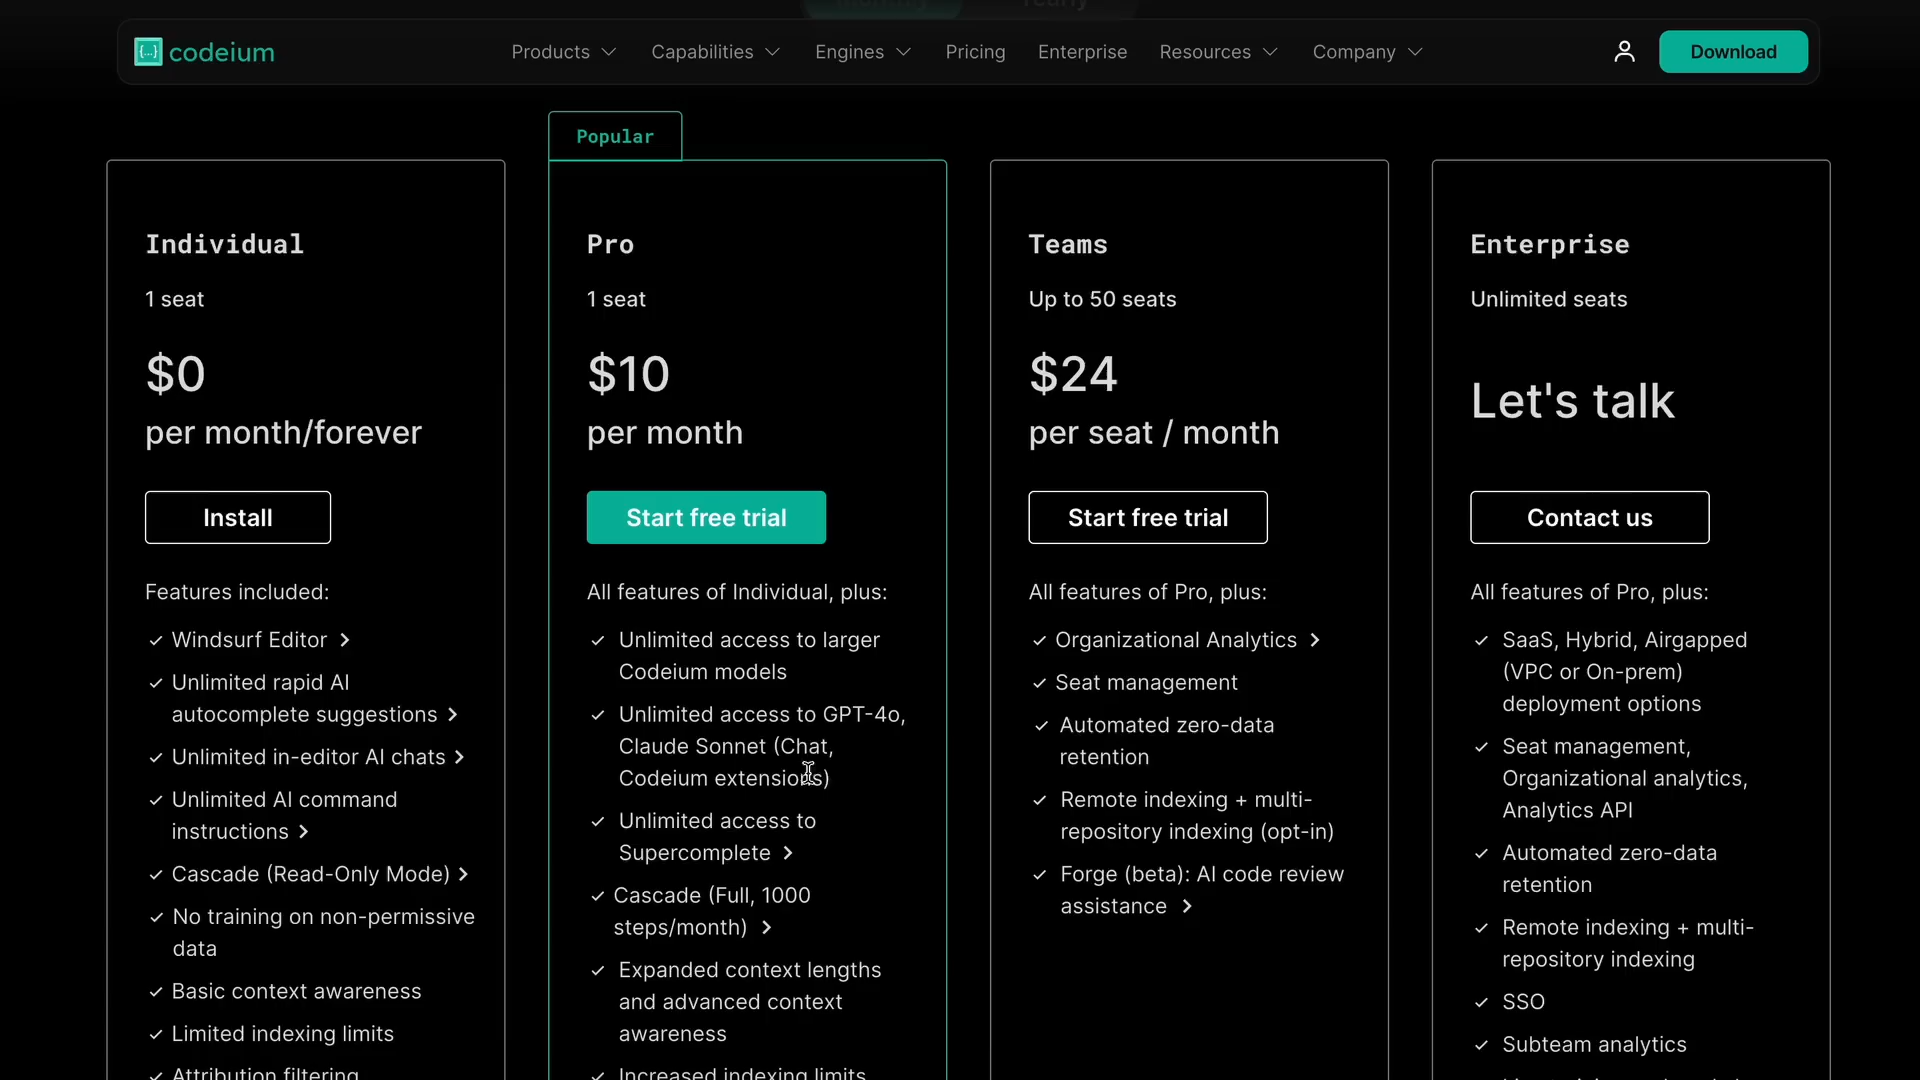 Yearly
{...} codeium
Products
Capabilities
Engines
Pricing
Enterprise
Resources
Company
Download
Individual
1 seat
$0
per month/forever
Install
Features included:
Windsurf Editor
Unlimited rapid AI
autocomplete suggestions
Unlimited in-editor AI chats
Unlimited AI command
instructions
Cascade (Read-Only Mode)
No training on non-permissive
data
Basic context awareness
Limited indexing limits
Attribution filtering
Popular
Pro
1 seat
$10
per month
Start free trial
All features of Individual, plus:
Unlimited access to larger
Codeium models
Unlimited access to GPT-4o,
Claude Sonnet (Chat,
Codeium extensions)
Unlimited access to
Supercomplete
Cascade (Full, 1000
steps/month)
Expanded context lengths
and advanced context
awareness
Increased indexing limits
Teams
Up to 50 seats
$24
per seat / month
Start free trial
All features of Pro, plus:
Organizational Analytics
Seat management
Automated zero-data
retention
Remote indexing + multi-
repository indexing (opt-in)
Forge (beta): AI code review
assistance
Enterprise
Unlimited seats
Let's talk
Contact us
All features of Pro, plus:
SaaS, Hybrid, Airgapped
(VPC or On-prem)
deployment options
Seat management,
Organizational analytics,
Analytics API
Automated zero-data
retention
Remote indexing + multi-
repository indexing
SSO
Subteam analytics